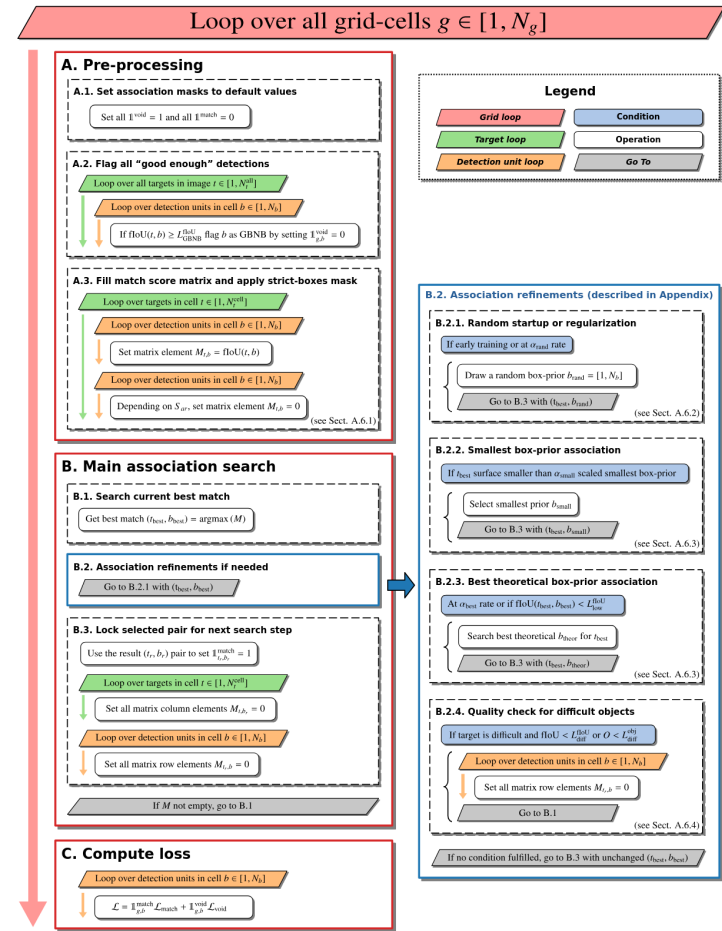 Loop over all grid-cells g ∈ [1, N_g]
A. Pre-processing
A.1. Set association masks to default values
Set all 𝟙^void = 1 and all 𝟙^match = 0
A.2. Flag all “good enough” detections
Loop over all targets in image t ∈ [1, N_t^all]
Loop over detection units in cell b ∈ [1, N_b]
If fIoU(t, b) ≥ L_GBNB^fIoU flag b as GBNB by setting 𝟙_{g,b}^void = 0
A.3. Fill match score matrix and apply strict-boxes mask
Loop over targets in cell t ∈ [1, N_t^cell]
Loop over detection units in cell b ∈ [1, N_b]
Set matrix element M_{t,b} = fIoU(t, b)
Loop over detection units in cell b ∈ [1, N_b]
Depending on S_ar, set matrix element M_{t,b} = 0
(see Sect. A.6.1)
B. Main association search
B.1. Search current best match
Get best match (t_best, b_best) = argmax (M)
B.2. Association refinements if needed
Go to B.2.1 with (t_best, b_best)
B.3. Lock selected pair for next search step
Use the result (t_r, b_r) pair to set 𝟙_{t_r,b_r}^match = 1
Loop over targets in cell t ∈ [1, N_t^cell]
Set all matrix column elements M_{t,b_r} = 0
Loop over detection units in cell b ∈ [1, N_b]
Set all matrix row elements M_{t_r,b} = 0
If M not empty, go to B.1
C. Compute loss
Loop over detection units in cell b ∈ [1, N_b]
ℒ = 𝟙_{g,b}^match ℒ_match + 𝟙_{g,b}^void ℒ_void
Legend
Grid loop
Condition
Target loop
Operation
Detection unit loop
Go To
B.2. Association refinements (described in Appendix)
B.2.1. Random startup or regularization
If early training or at α_rand rate
Draw a random box-prior b_rand = [1, N_b]
Go to B.3 with (t_best, b_rand)
(see Sect. A.6.2)
B.2.2. Smallest box-prior association
If t_best surface smaller than α_small scaled smallest box-prior
Select smallest prior b_small
Go to B.3 with (t_best, b_small)
(see Sect. A.6.3)
B.2.3. Best theoretical box-prior association
At α_best rate or if fIoU(t_best, b_best) < L_low^fIoU
Search best theoretical b_theor for t_best
Go to B.3 with (t_best, b_theor)
(see Sect. A.6.3)
B.2.4. Quality check for difficult objects
If target is difficult and fIoU < L_diff^fIoU or O < L_diff^obj
Loop over detection units in cell b ∈ [1, N_b]
Set all matrix row elements M_{t_r,b} = 0
Go to B.1
(see Sect. A.6.4)
If no condition fulfilled, go to B.3 with unchanged (t_best, b_best)